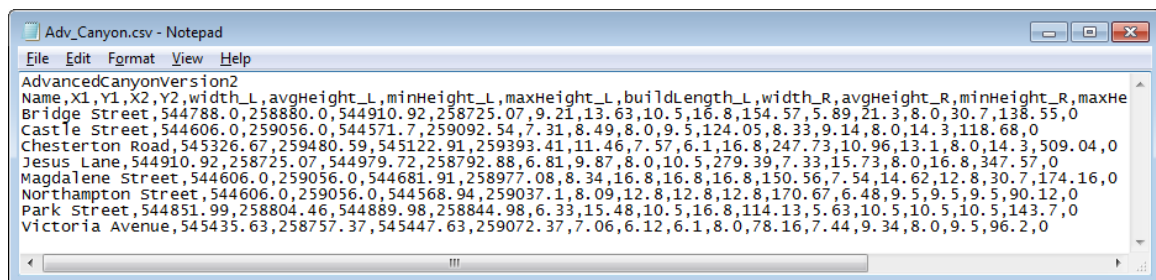 Adv_Canyon.csv - Notepad
File Edit Format View Help
AdvancedCanyonVersion2
Name,X1,Y1,X2,Y2,width_L,avgHeight_L,minHeight_L,maxHeight_L,buildLength_L,width_R,avgHeight_R,minHeight_R,maxHe
Bridge Street,544788.0,258880.0,544910.92,258725.07,9.21,13.63,10.5,16.8,154.57,5.89,21.3,8.0,30.7,138.55,0
Castle Street,544606.0,259056.0,544571.7,259092.54,7.31,8.49,8.0,9.5,124.05,8.33,9.14,8.0,14.3,118.68,0
Chesterton Road,545326.67,259480.59,545122.91,259393.41,11.46,7.57,6.1,16.8,247.73,10.96,13.1,8.0,14.3,509.04,0
Jesus Lane,544910.92,258725.07,544979.72,258792.88,6.81,9.87,8.0,10.5,279.39,7.33,15.73,8.0,16.8,347.57,0
Magdalene Street,544606.0,259056.0,544681.91,258977.08,8.34,16.8,16.8,16.8,150.56,7.54,14.62,12.8,30.7,174.16,0
Northampton Street,544606.0,259056.0,544568.94,259037.1,8.09,12.8,12.8,12.8,170.67,6.48,9.5,9.5,9.5,90.12,0
Park Street,544851.99,258804.46,544889.98,258844.98,6.33,15.48,10.5,16.8,114.13,5.63,10.5,10.5,10.5,143.7,0
Victoria Avenue,545435.63,258757.37,545447.63,259072.37,7.06,6.12,6.1,8.0,78.16,7.44,9.34,8.0,9.5,96.2,0